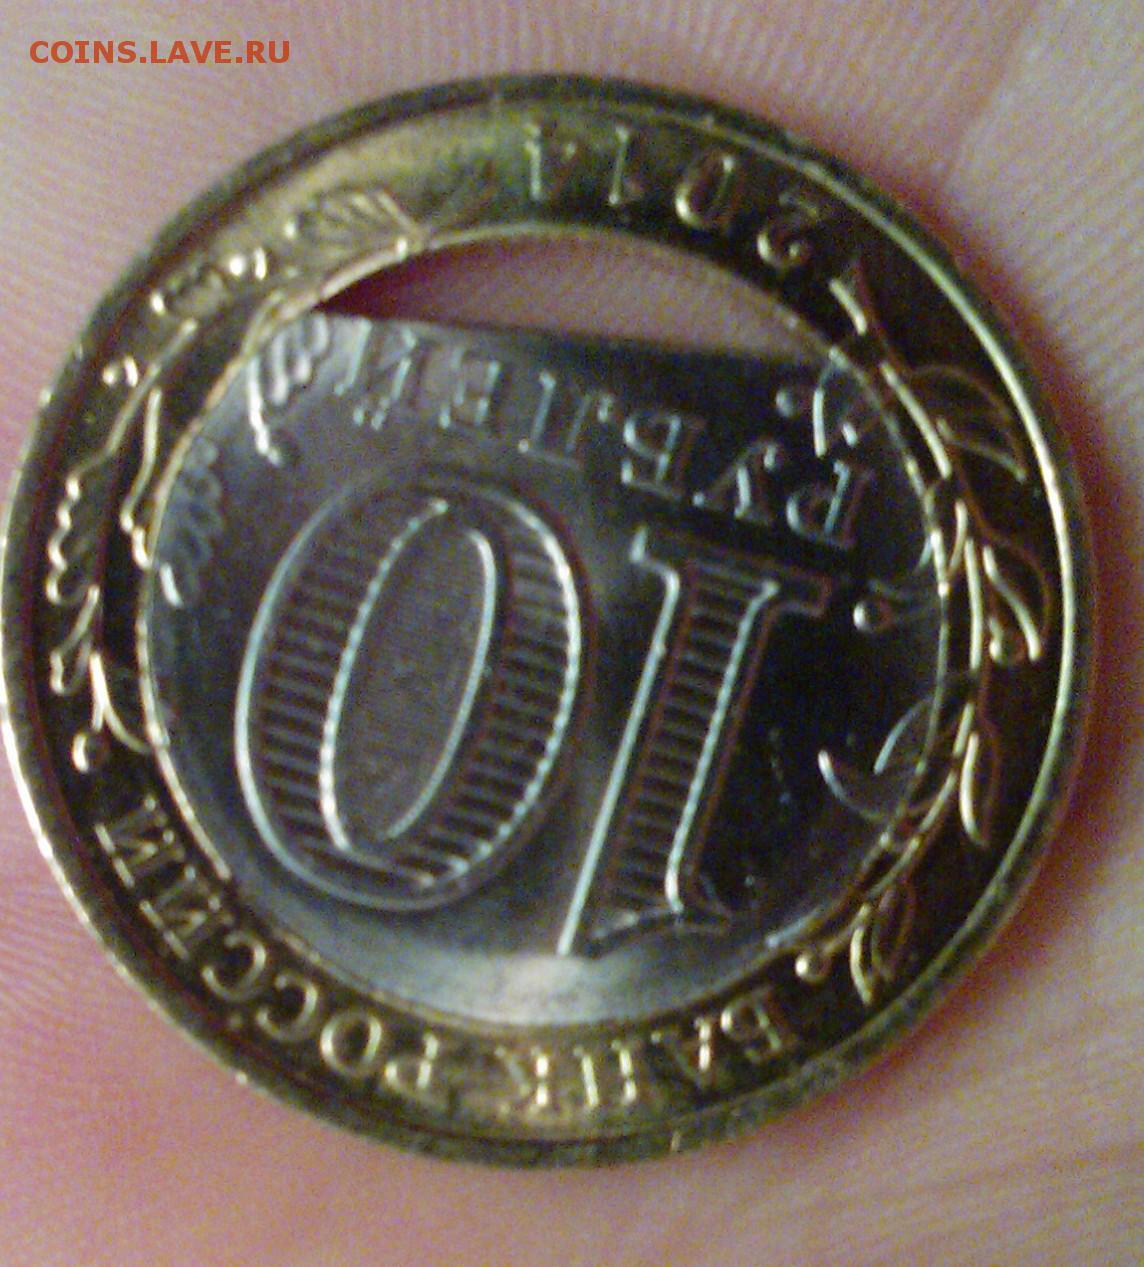 COINS.LAVE.RU
БАНК РОССИИ
10
РУБЛЕЙ
2014